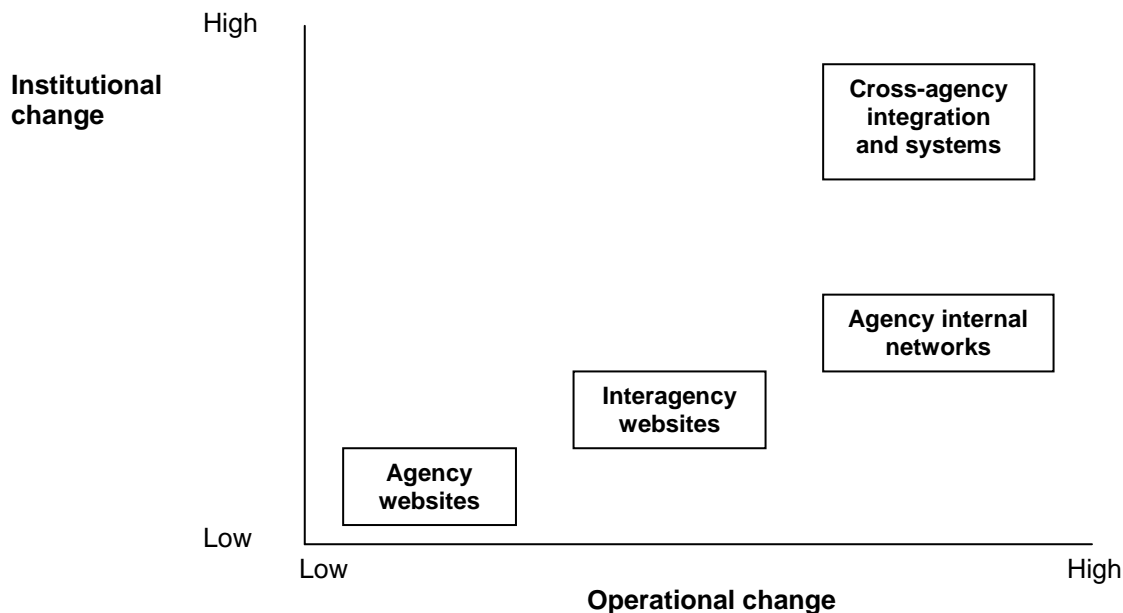 High
Institutional
change
Cross-agency
integration
and systems
Agency internal
networks
Interagency
websites
Agency
websites
Low
Low
High
Operational change